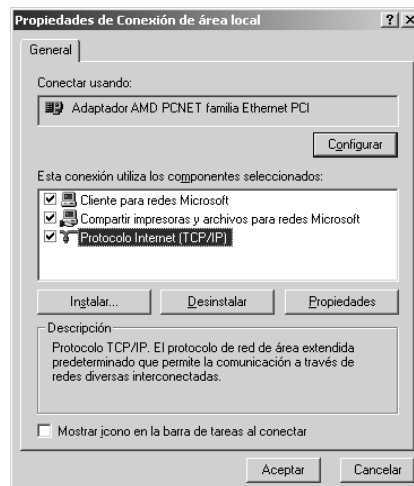 Propiedades de Conexión de área local
General
Conectar usando:
Adaptador AMD PCNET familia Ethernet PCI
Configurar
Esta conexión utiliza los componentes seleccionados:
Cliente para redes Microsoft
Compartir impresoras y archivos para redes Microsoft
Protocolo Internet (TCP/IP)
Instalar... Desinstalar Propiedades
Descripción
Protocolo TCP/IP. El protocolo de red de área extendida
predeterminado que permite la comunicación a través de
redes diversas interconectadas.
Mostrar icono en la barra de tareas al conectar
Aceptar Cancelar